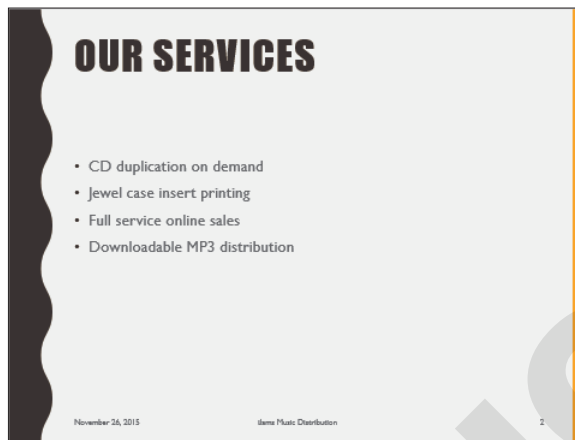 OUR SERVICES
• CD duplication on demand
• Jewel case insert printing
• Full service online sales
• Downloadable MP3 distribution
November 26, 2015 Music Distribution 2